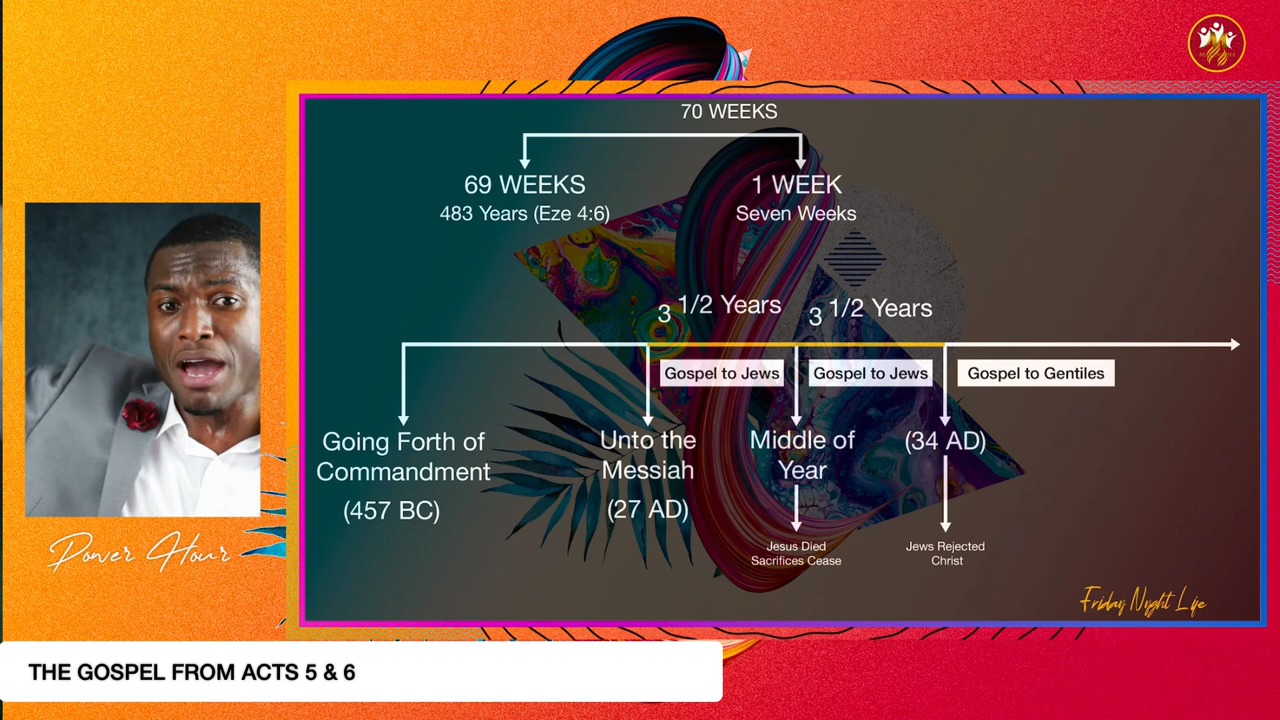 70 WEEKS
69 WEEKS
483 Years (Eze 4:6)
1 WEEK
Seven Weeks
3 1/2 Years
3 1/2 Years
Gospel to Jews
Gospel to Jews
Gospel to Gentiles
Going Forth of
Commandment
(457 BC)
Unto the
Messiah
(27 AD)
Middle of
Year
(34 AD)
Jesus Died
Sacrifices Cease
Jews Rejected
Christ
Power Hour
Friday Night Life
THE GOSPEL FROM ACTS 5 & 6